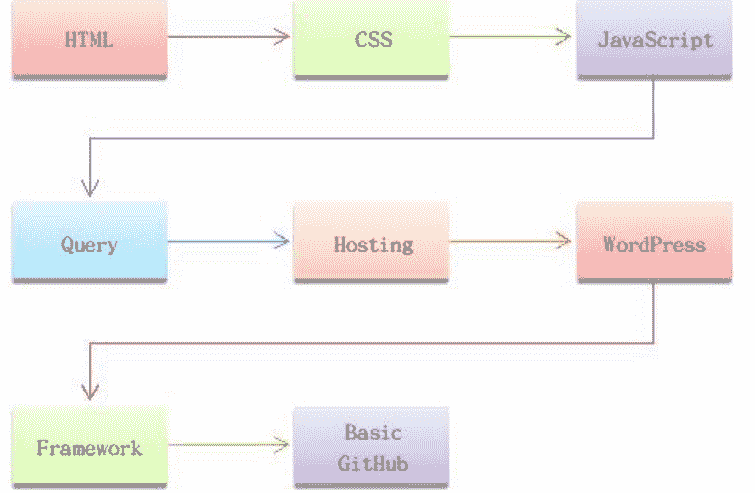 HTML
CSS
JavaScript
Query
Hosting
WordPress
Framework
Basic
GitHub